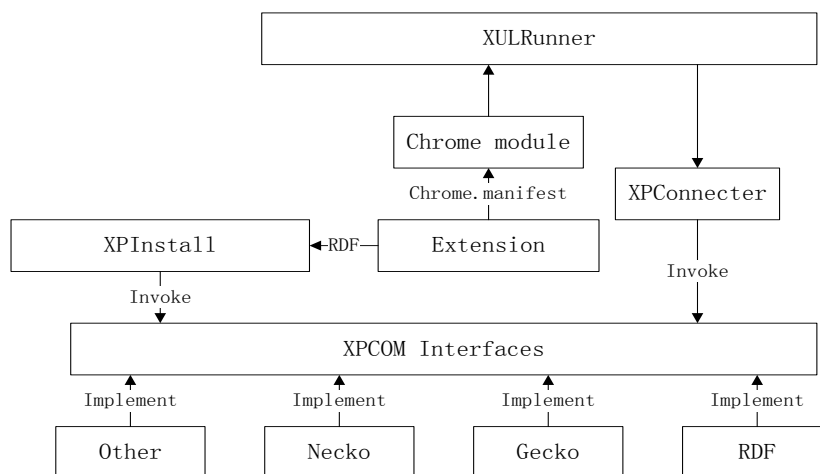 XULRunner
Chrome module
Chrome.manifest
XPConnecter
XPInstall
RDF
Extension
Invoke
Invoke
XPCOM Interfaces
Implement
Implement
Implement
Implement
Other
Necko
Gecko
RDF